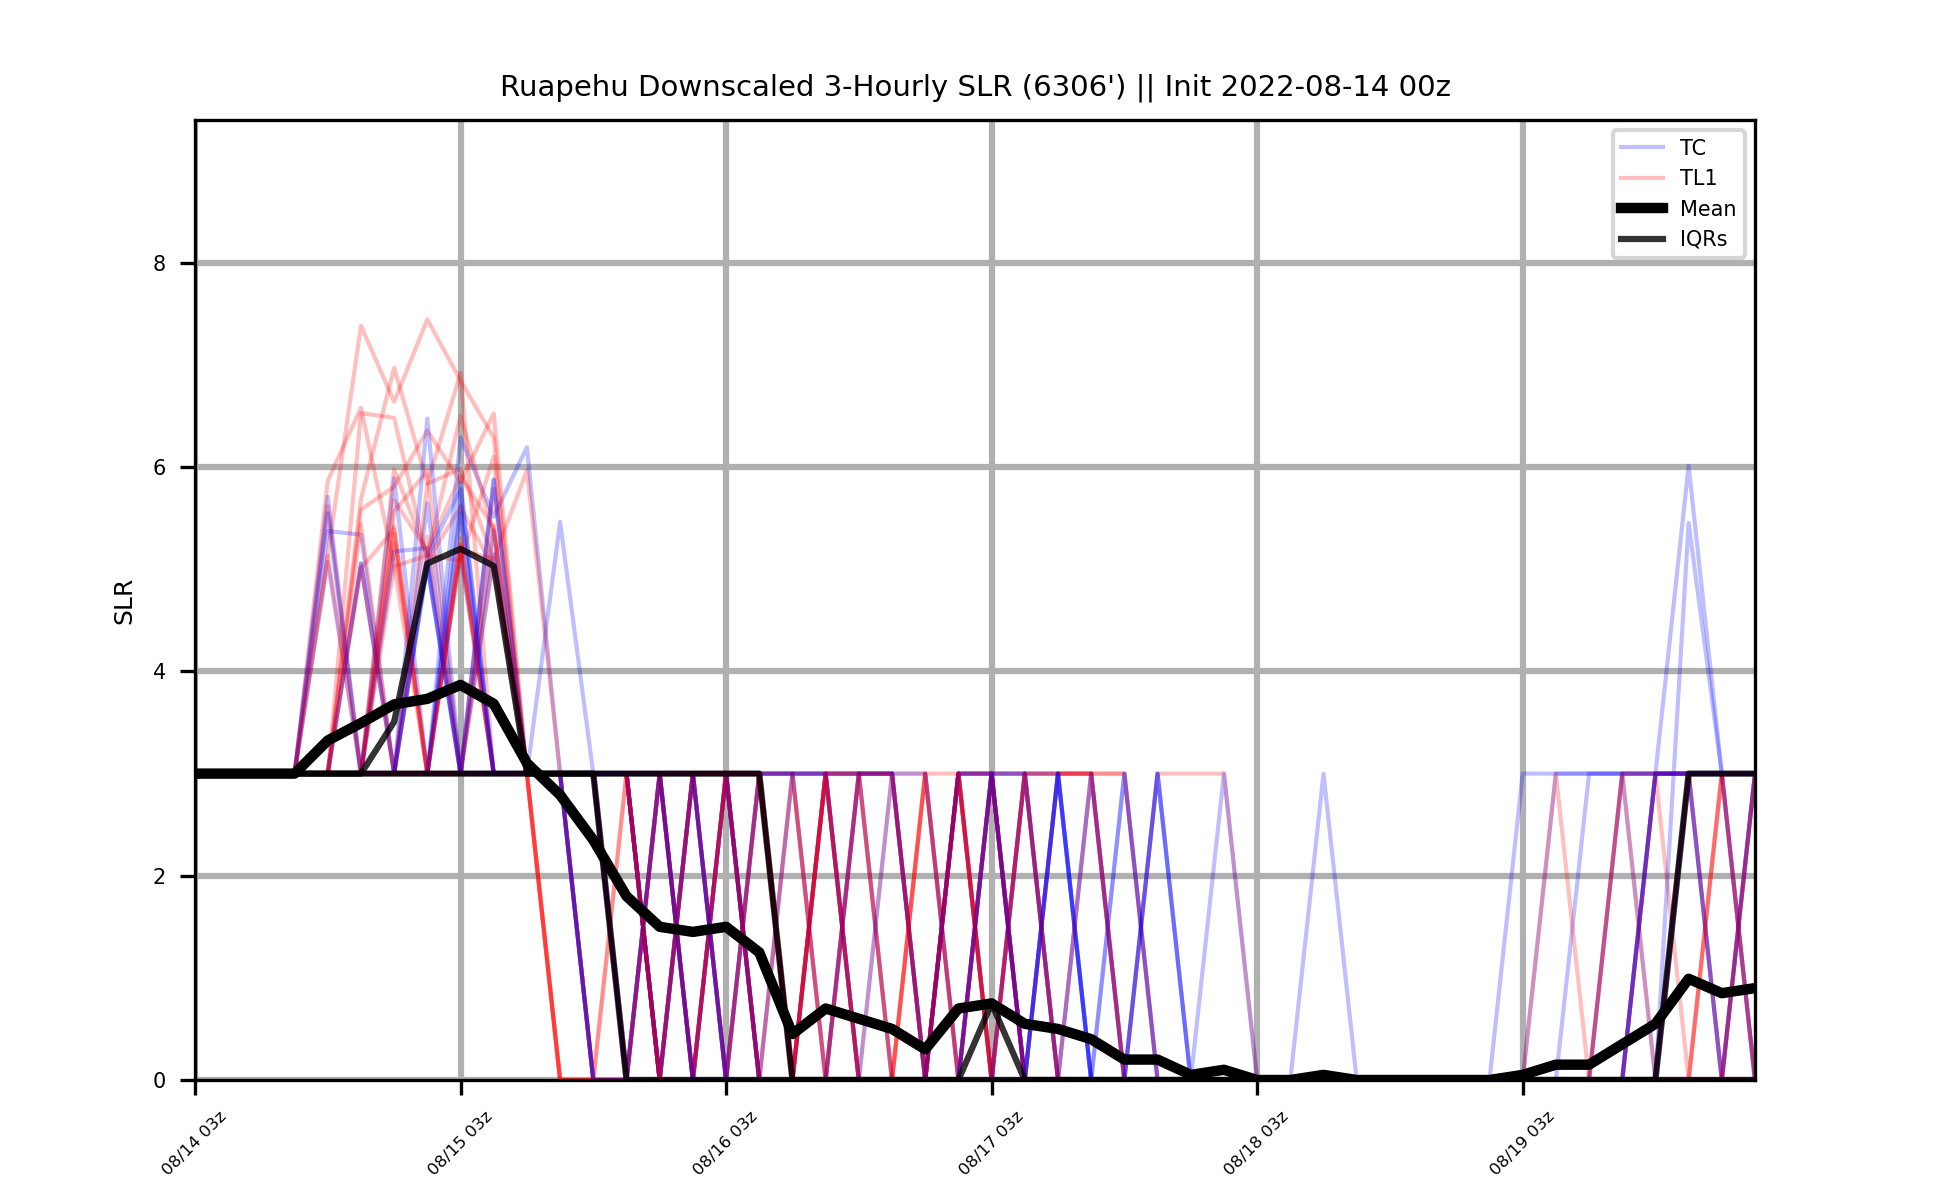 Ruapehu Downscaled 3-Hourly SLR (6306') || Init 2022-08-14 00z
TC
TL1
Mean
IQRs
SLR
8
6
4
2
0
08/14 03z
08/15 03z
08/16 03z
08/17 03z
08/18 03z
08/19 03z